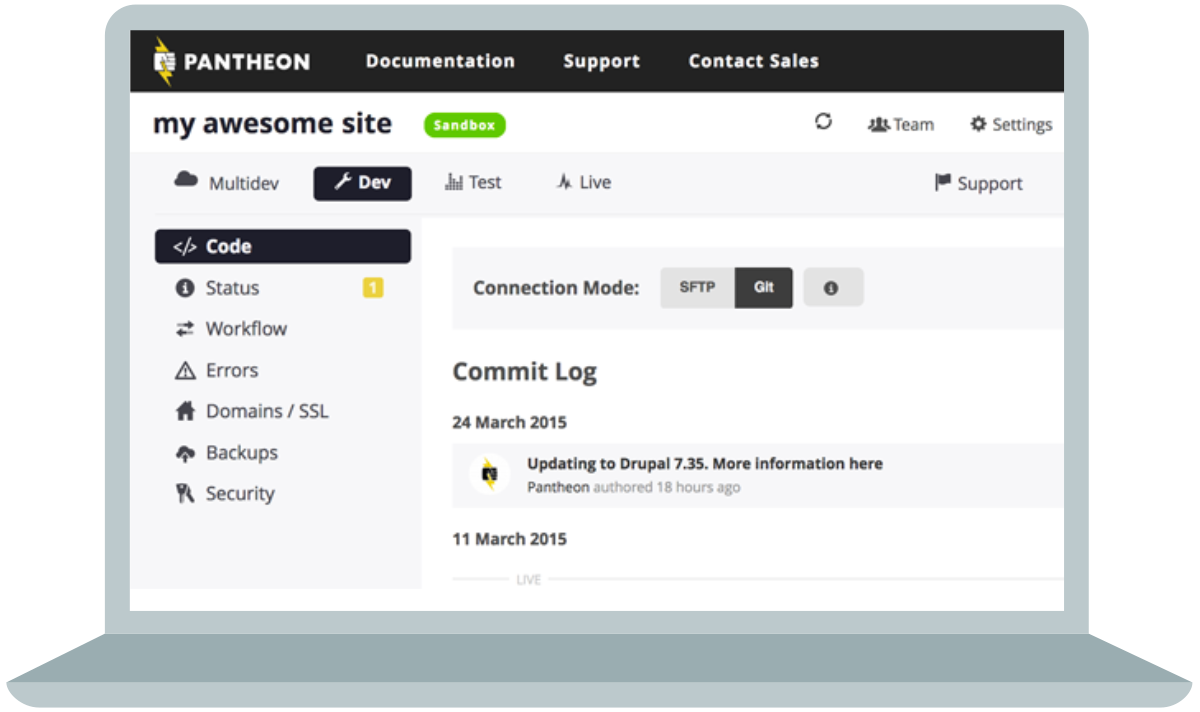 PANTHEON Documentation Support Contact Sales
my awesome site Sandbox Team Settings
Multidev Dev Test Live Support
</> Code
Status 1
Workflow
Errors
Domains / SSL
Backups
Security
Connection Mode: SFTP Git
Commit Log
24 March 2015
Updating to Drupal 7.35. More information here
Pantheon authored 18 hours ago
11 March 2015
LIVE